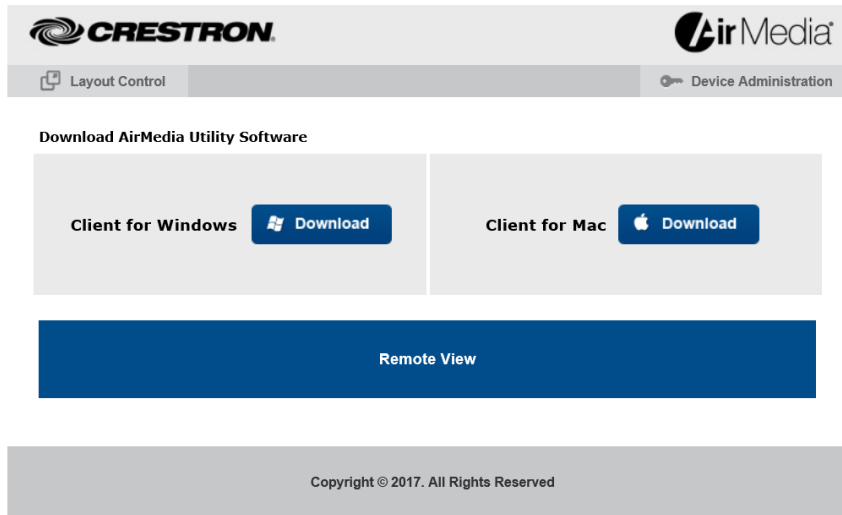 CRESTRON.
AirMedia
Layout Control
Device Administration
Download AirMedia Utility Software
Client for Windows
Download
Client for Mac
Download
Remote View
Copyright © 2017. All Rights Reserved